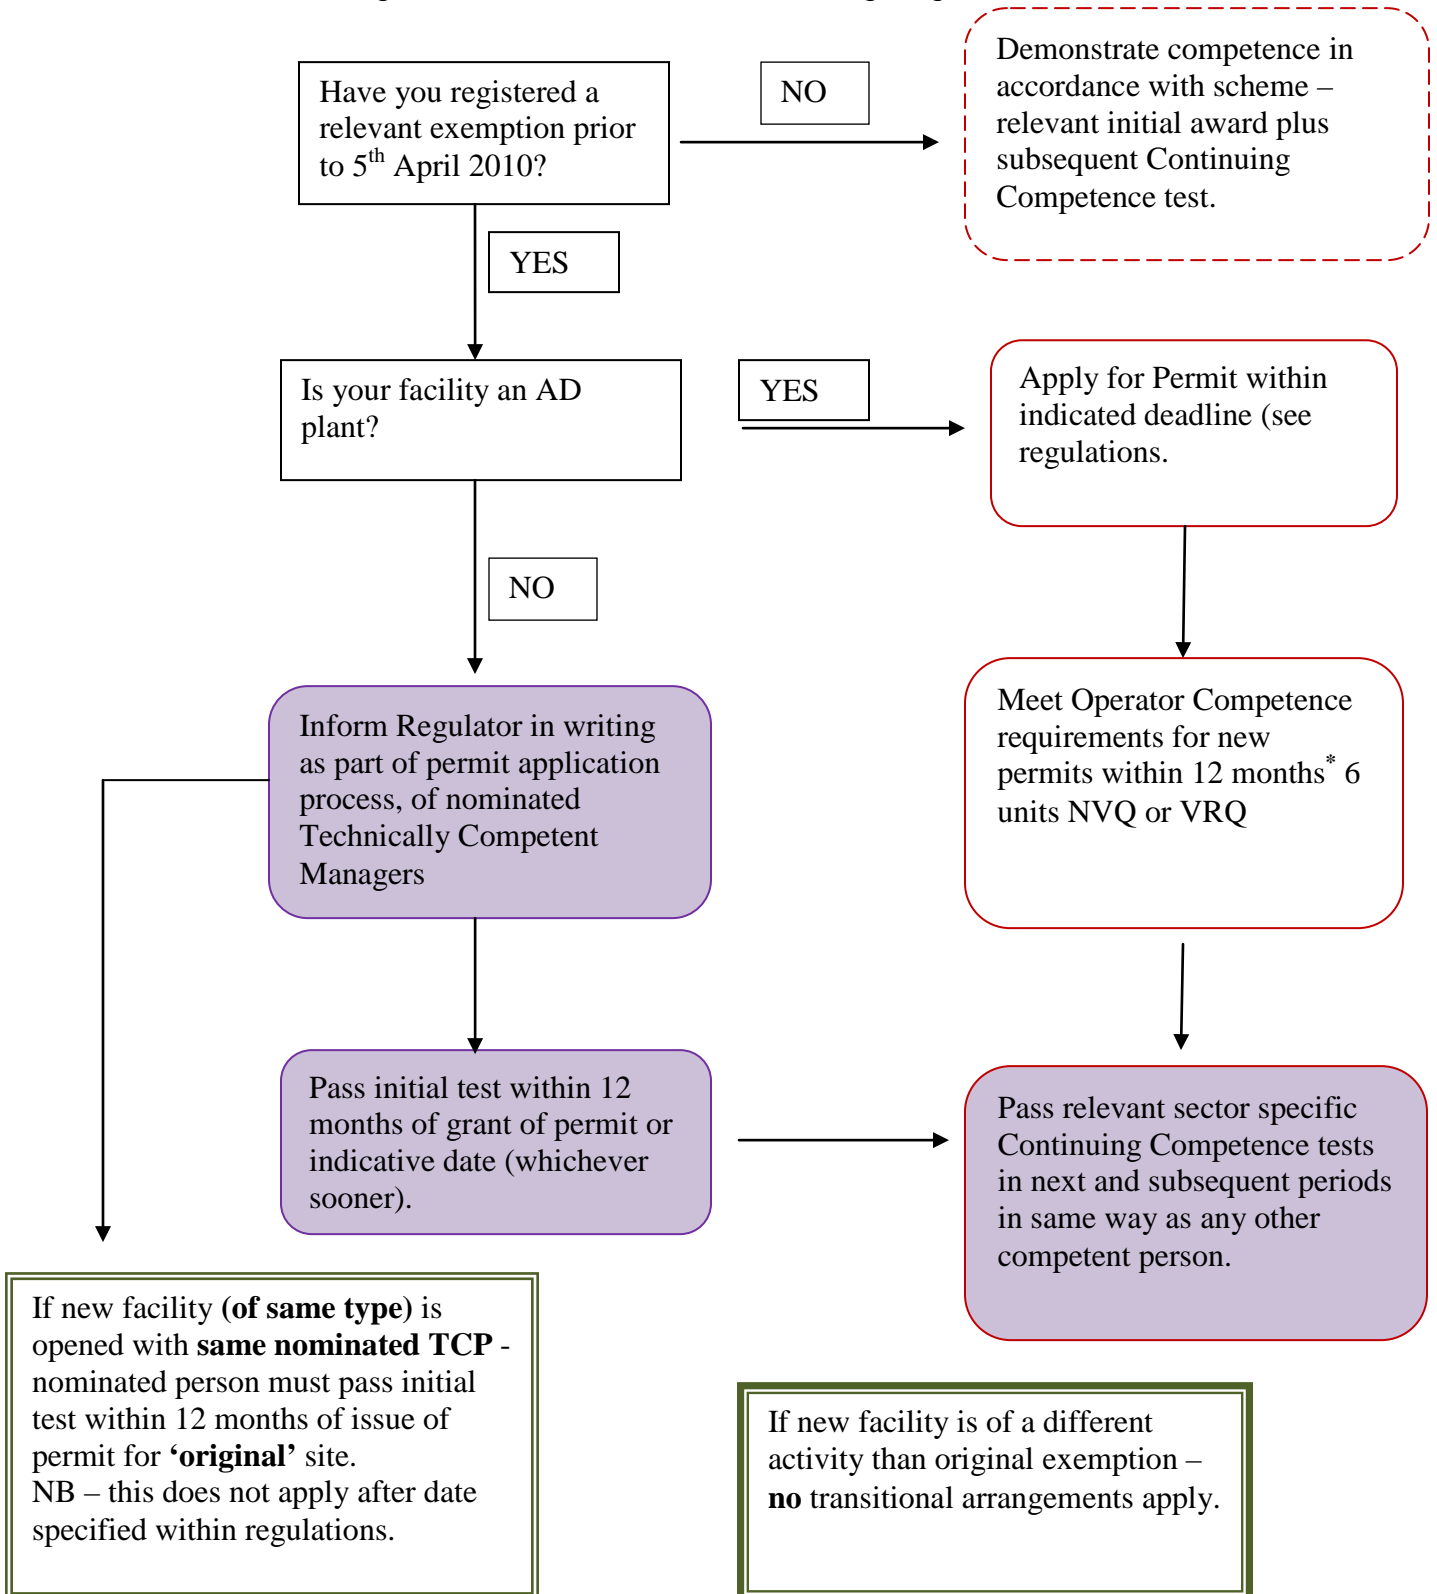 Have you registered a
relevant exemption prior
to 5th April 2010?
NO
Demonstrate competence in
accordance with scheme –
relevant initial award plus
subsequent Continuing
Competence test.
YES
Is your facility an AD
plant?
YES
Apply for Permit within
indicated deadline (see
regulations.
NO
Inform Regulator in writing
as part of permit application
process, of nominated
Technically Competent
Managers
Meet Operator Competence
requirements for new
permits within 12 months* 6
units NVQ or VRQ
Pass initial test within 12
months of grant of permit or
indicative date (whichever
sooner).
Pass relevant sector specific
Continuing Competence tests
in next and subsequent periods
in same way as any other
competent person.
If new facility (of same type) is
opened with same nominated TCP -
nominated person must pass initial
test within 12 months of issue of
permit for ‘original’ site.
NB – this does not apply after date
specified within regulations.
If new facility is of a different
activity than original exemption –
no transitional arrangements apply.